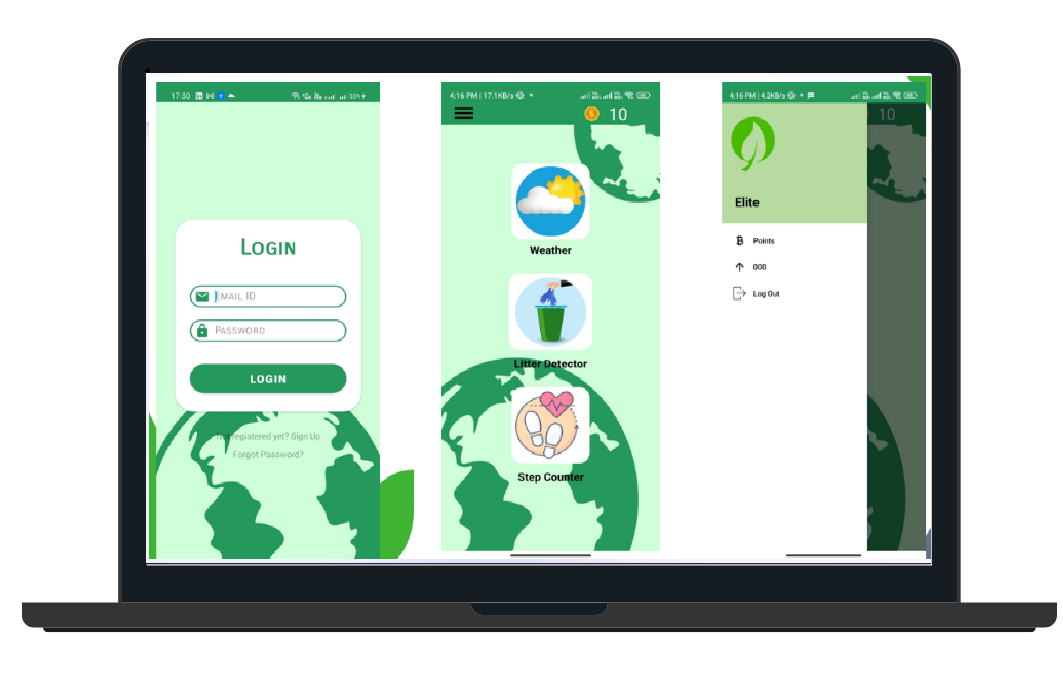 17:30
LOGIN
EMAIL ID
PASSWORD
LOGIN
Not registered yet? Sign Up
Forgot Password?
4:16 PM | 17.1KB/s
10
Weather
Litter Detector
Step Counter
4:16 PM | 4.2KB/s
10
Elite
Points
000
Log Out